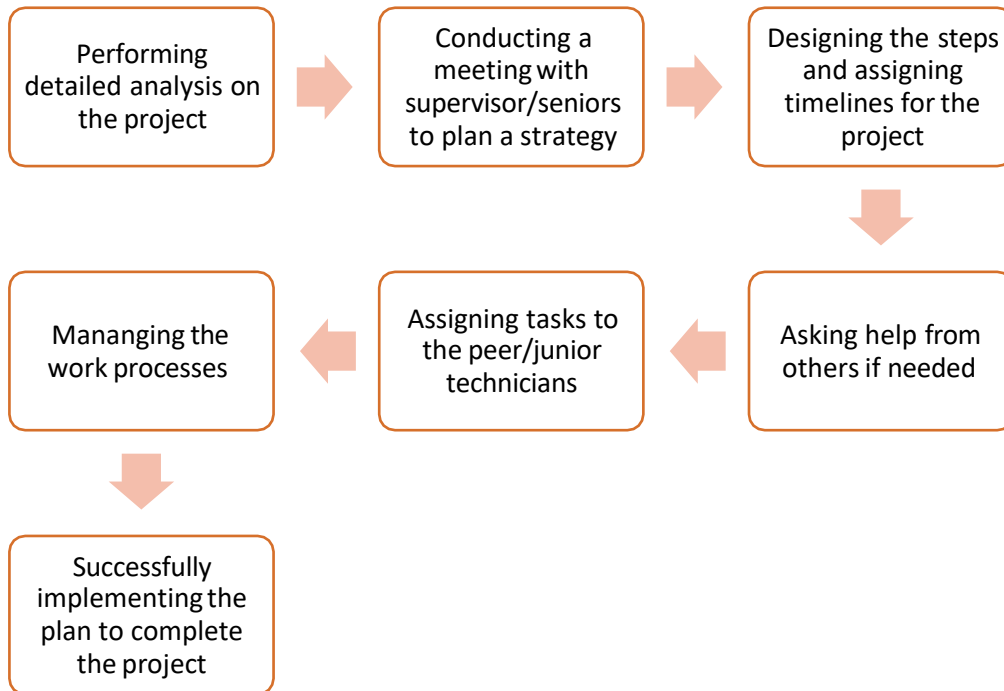 Performing
detailed analysis on
the project
Conducting a
meeting with
supervisor/seniors
to plan a strategy
Designing the steps
and assigning
timelines for the
project
Asking help from
others if needed
Assigning tasks to
the peer/junior
technicians
Mananging the
work processes
Successfully
implementing the
plan to complete
the project